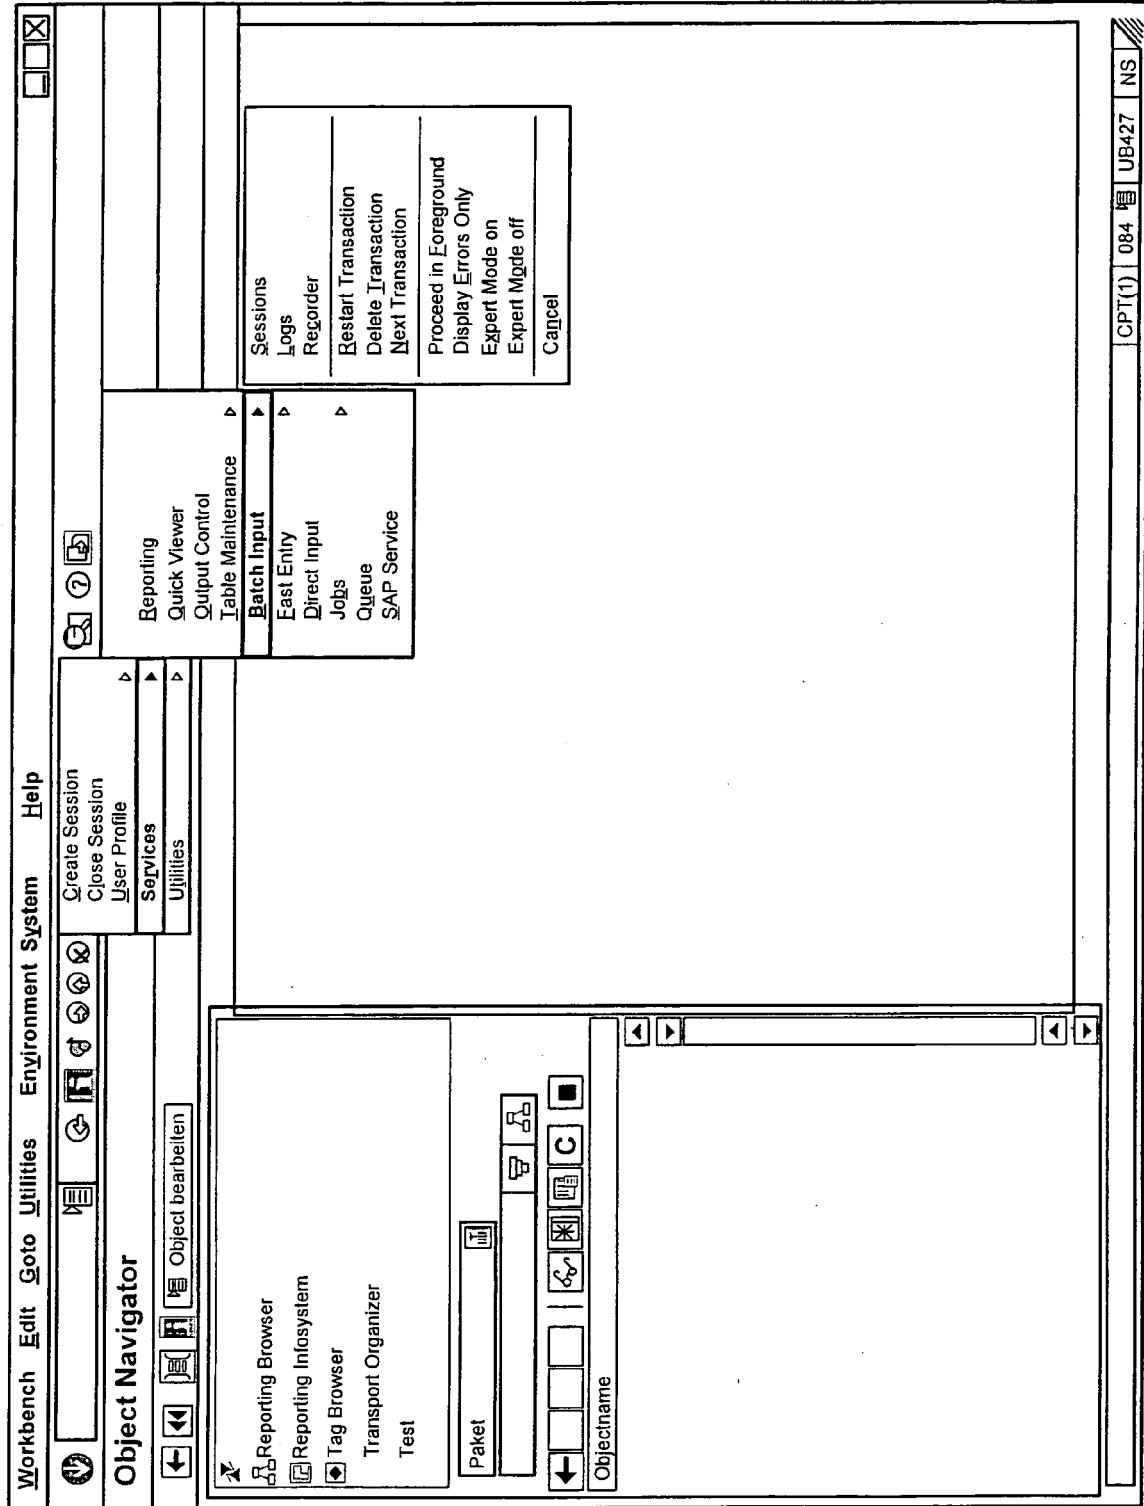 Workbench Edit Goto Utilities Environment System Help
Create Session
Close Session
User Profile
Services
Utilities
Reporting
Quick Viewer
Output Control
Table Maintenance
Batch Input
East Entry
Direct Input
Jobs
Queue
SAP Service
Sessions
Logs
Recorder
Restart Transaction
Delete Transaction
Next Transaction
Proceed in Foreground
Display Errors Only
Expert Mode on
Expert Mode off
Cancel
Object Navigator
Object bearbeiten
Reporting Browser
Reporting Infosystem
Tag Browser
Transport Organizer
Test
Paket
C
Objectname
CPT(1) 084 UB427 NS